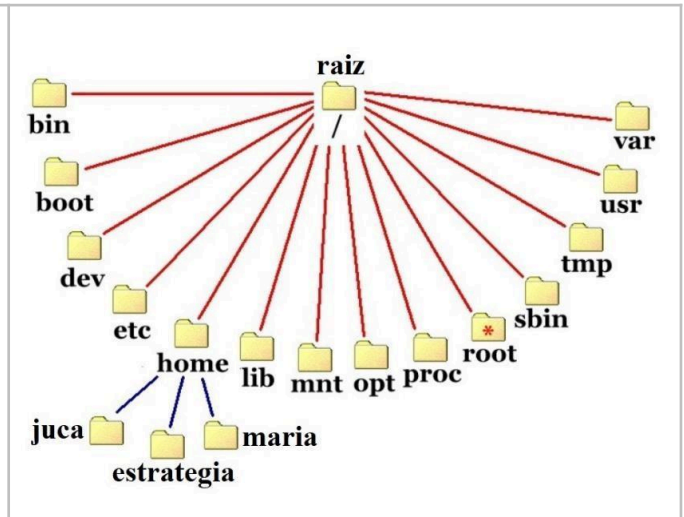 raiz
/
bin
var
boot
usr
dev
tmp
etc
sbin
home
lib
mnt
opt
proc
*
root
juca
maria
estrategia